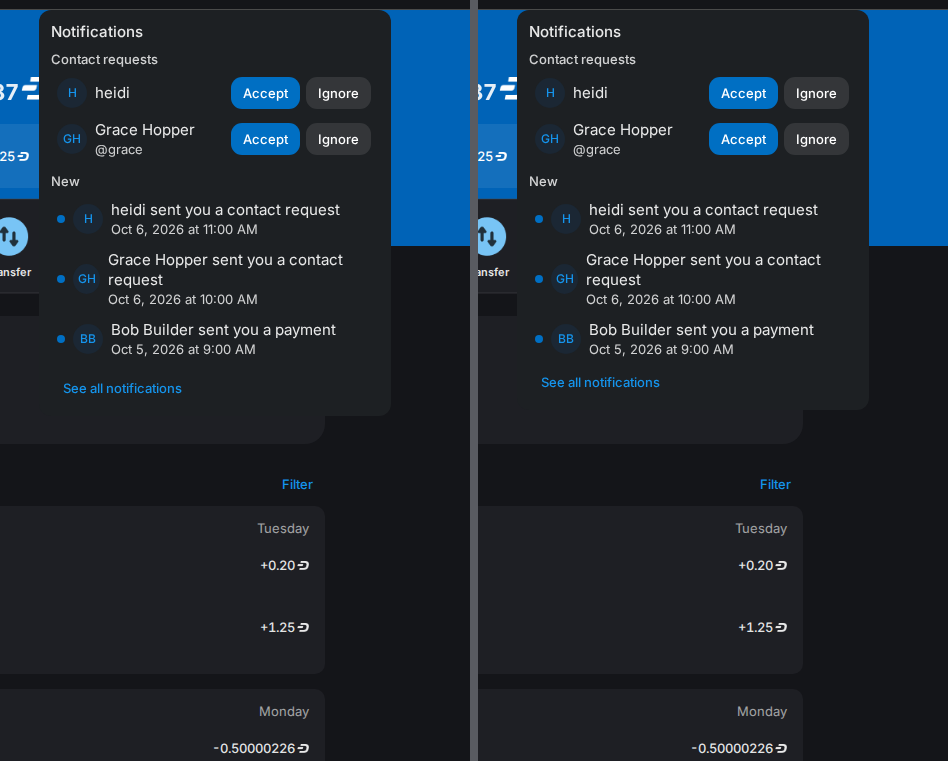 Notifications
Contact requests
H heidi Accept Ignore
GH Grace Hopper Accept Ignore
@grace
New
H heidi sent you a contact request
Oct 6, 2026 at 11:00 AM
GH Grace Hopper sent you a contact
request
Oct 6, 2026 at 10:00 AM
BB Bob Builder sent you a payment
Oct 5, 2026 at 9:00 AM
See all notifications
37
25
ansfer
Filter
Tuesday
+0.20
+1.25
Monday
-0.50000226
Notifications
Contact requests
H heidi Accept Ignore
GH Grace Hopper Accept Ignore
@grace
New
H heidi sent you a contact request
Oct 6, 2026 at 11:00 AM
GH Grace Hopper sent you a contact
request
Oct 6, 2026 at 10:00 AM
BB Bob Builder sent you a payment
Oct 5, 2026 at 9:00 AM
See all notifications
37
25
ansfer
Filter
Tuesday
+0.20
+1.25
Monday
-0.50000226